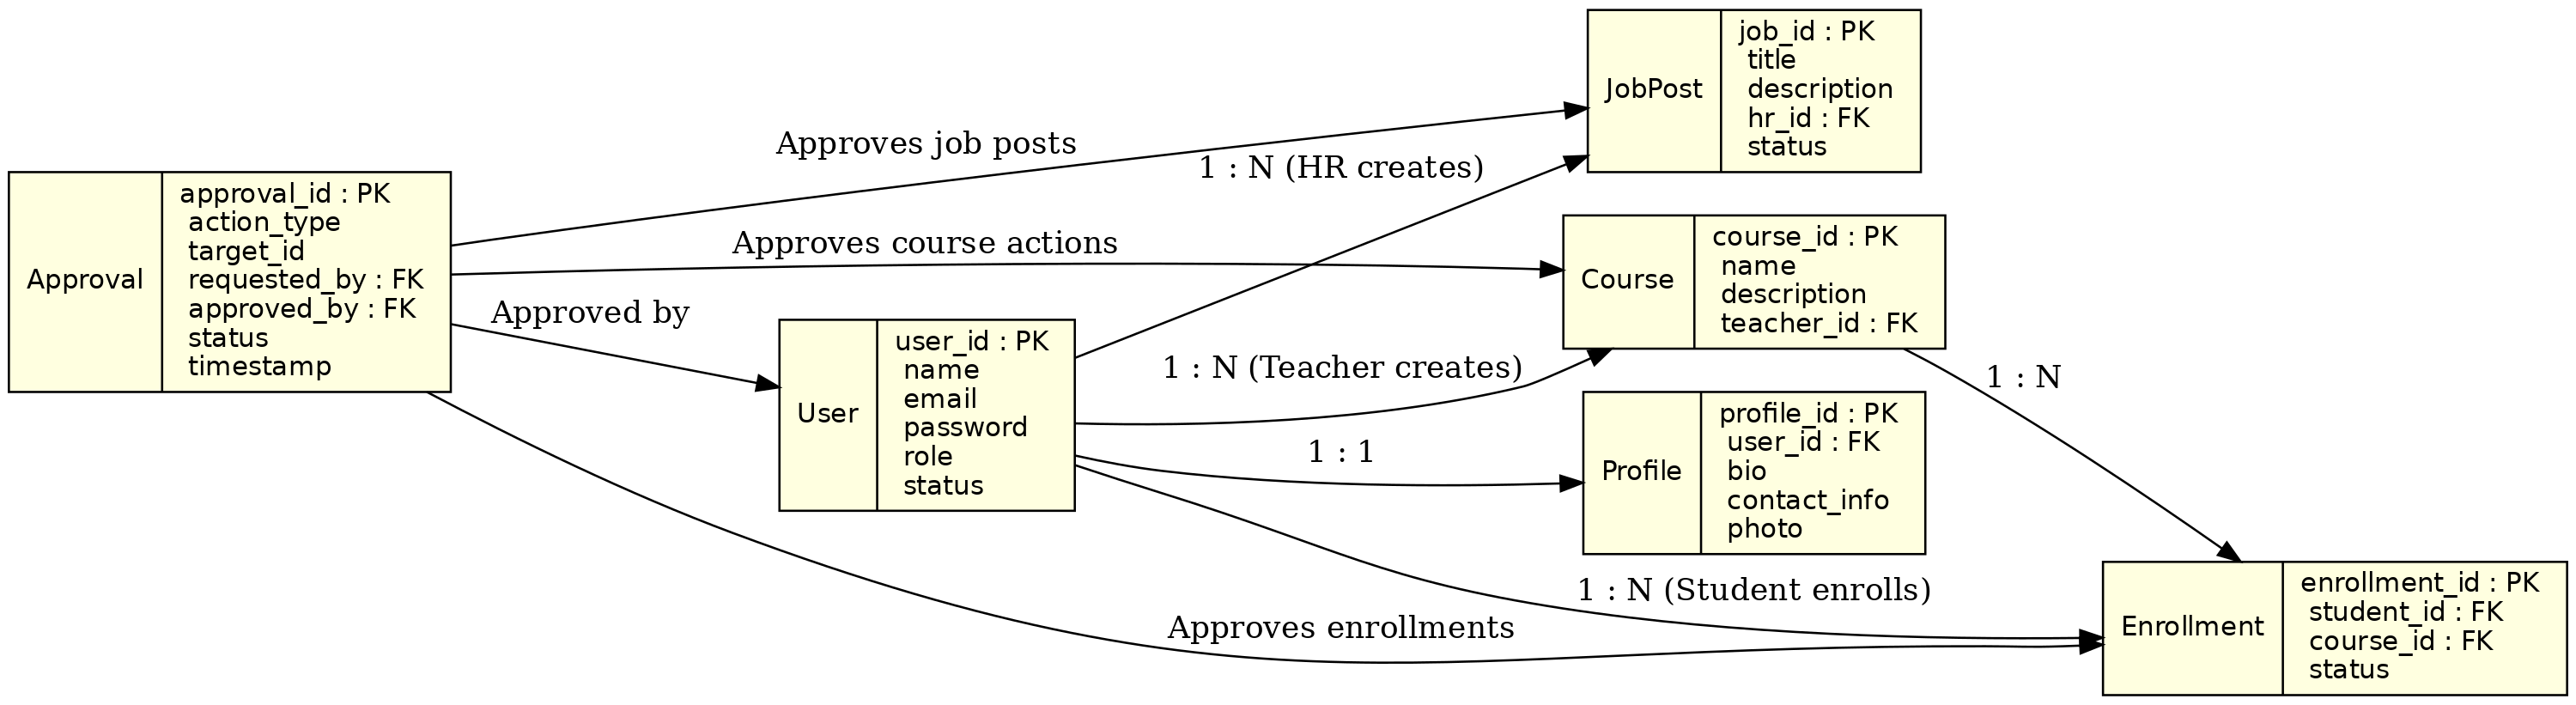 JobPost
job_id : PK
title
description
hr_id : FK
status
Approves job posts
1 : N (HR creates)
Approval
approval_id : PK
action_type
target_id
requested_by : FK
approved_by : FK
status
timestamp
Approves course actions
Course
course_id : PK
name
description
teacher_id : FK
Approved by
User
user_id : PK
name
email
password
role
status
1 : N (Teacher creates)
1 : N
1 : 1
Profile
profile_id : PK
user_id : FK
bio
contact_info
photo
1 : N (Student enrolls)
Approves enrollments
Enrollment
enrollment_id : PK
student_id : FK
course_id : FK
status